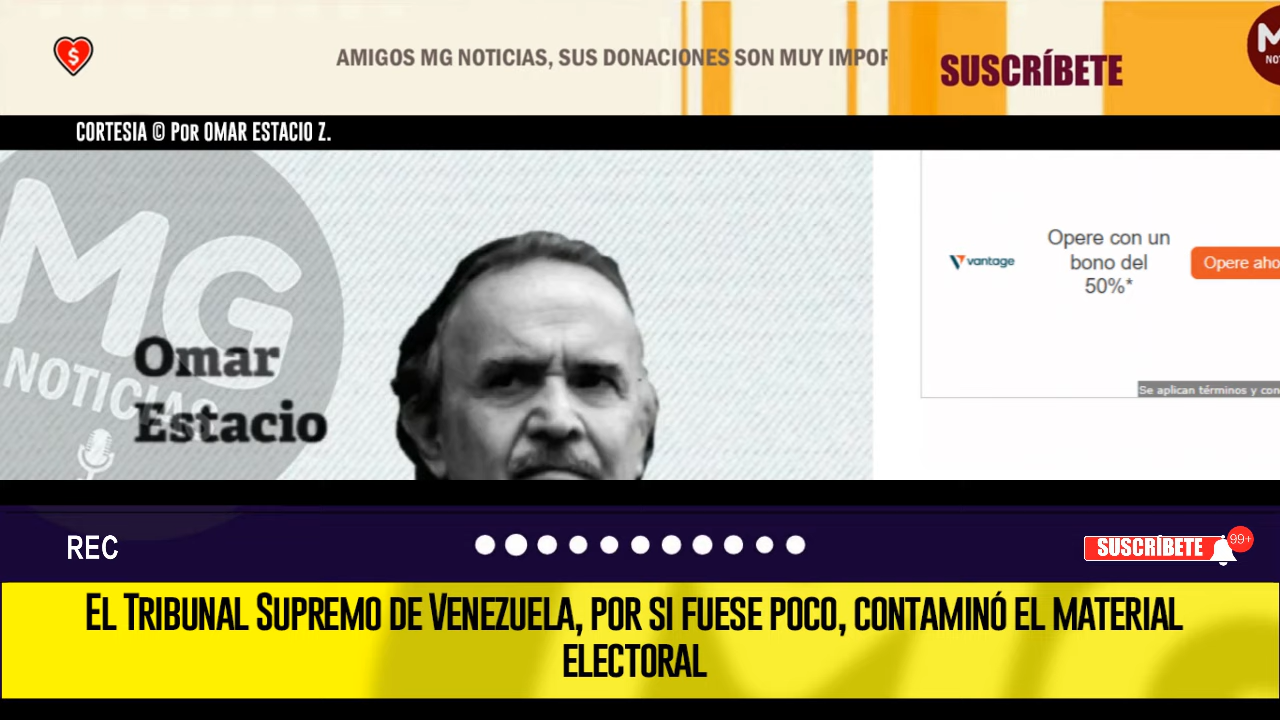 AMIGOS MG NOTICIAS, SUS DONACIONES SON MUY
SUSCRÍBETE
CORTESIA © Por OMAR ESTACIO Z.
MG
NOTICIAS
Omar
Estacio
vantage
Opere con un
bono del
50%*
Opere
Se aplican términos y
REC
SUSCRÍBETE
99+
El Tribunal Supremo de Venezuela, por si fuese poco, contaminó el material
electoral